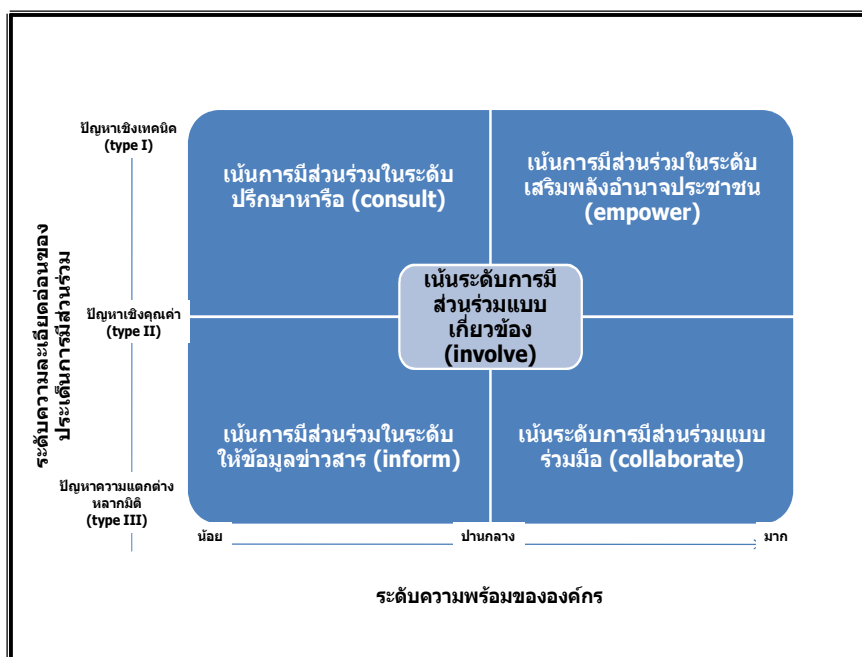 ปัญหาเชิงเทคนิค
(type I)
เน้นการมีส่วนร่วมในระดับ
ปรึกษาหารือ (consult)
เน้นการมีส่วนร่วมในระดับ
เสริมพลังอำนาจประชาชน
(empower)
ระดับความละเอียดอ่อนของ
ประเด็นการมีส่วนร่วม
ปัญหาเชิงคุณค่า
(type II)
เน้นระดับการมี
ส่วนร่วมแบบ
เกี่ยวข้อง
(involve)
เน้นการมีส่วนร่วมในระดับ
ให้ข้อมูลข่าวสาร (inform)
เน้นระดับการมีส่วนร่วมแบบ
ร่วมมือ (collaborate)
ปัญหาความแตกต่าง
หลากมิติ
(type III)
น้อย
ปานกลาง
มาก
ระดับความพร้อมขององค์กร